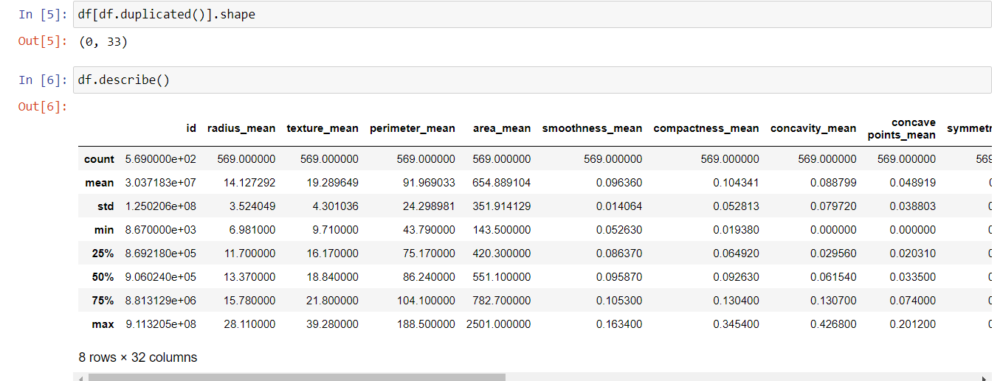 In [5]: df[df.duplicated()].shape
Out[5]: (0, 33)
In [6]: df.describe()
Out[6]:
id radius_mean texture_mean perimeter_mean area_mean smoothness_mean compactness_mean concavity_mean concave points_mean symmetr
count 5.690000e+02 569.000000 569.000000 569.000000 569.000000 569.000000 569.000000 569.000000 569.000000 569
mean 3.037183e+07 14.127292 19.289649 91.969033 654.889104 0.096360 0.104341 0.088799 0.048919 0
std 1.250206e+08 3.524049 4.301036 24.298981 351.914129 0.014064 0.052813 0.079720 0.038803 0
min 8.670000e+03 6.981000 9.710000 43.790000 143.500000 0.052630 0.019380 0.000000 0.000000 0
25% 8.692180e+05 11.700000 16.170000 75.170000 420.300000 0.086370 0.064920 0.029560 0.020310 0
50% 9.060240e+05 13.370000 18.840000 86.240000 551.100000 0.095870 0.092630 0.061540 0.033500 0
75% 8.813129e+06 15.780000 21.800000 104.100000 782.700000 0.105300 0.130400 0.130700 0.074000 0
max 9.113205e+08 28.110000 39.280000 188.500000 2501.000000 0.163400 0.345400 0.426800 0.201200 0
8 rows × 32 columns